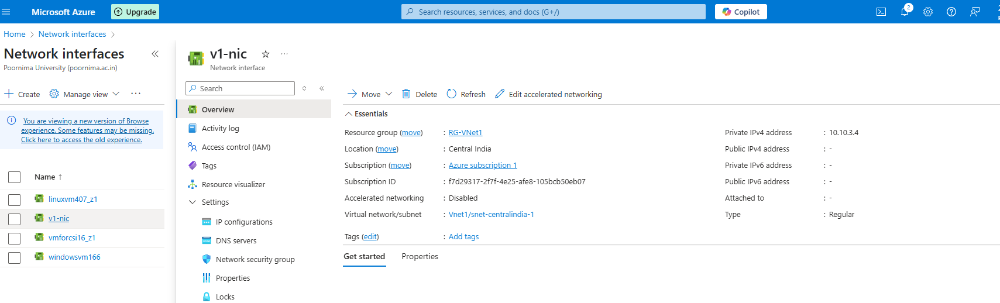 Microsoft Azure
Upgrade
Search resources, services, and docs (G+/)
Copilot
2
Home > Network interfaces >
Network interfaces
Poornima University (poornima.ac.in)
Create
Manage view
You are viewing a new version of Browse
experience. Some features may be missing.
Click here to access the old experience.
Name ↑
linuxvm407_z1
v1-nic
vmforcsi16_z1
windowsvm166
v1-nic
Network interface
Search
Overview
Activity log
Access control (IAM)
Tags
Resource visualizer
Settings
IP configurations
DNS servers
Network security group
Properties
Locks
Move
Delete
Refresh
Edit accelerated networking
Essentials
Resource group (move) : RG-VNet1
Location (move) : Central India
Subscription (move) : Azure subscription 1
Subscription ID : f7d29317-2f7f-4e25-afe8-105bcb50eb07
Accelerated networking : Disabled
Virtual network/subnet : Vnet1/snet-centralindia-1
Private IPv4 address : 10.10.3.4
Public IPv4 address : -
Private IPv6 address : -
Public IPv6 address : -
Attached to : -
Type : Regular
Tags (edit) : Add tags
Get started
Properties